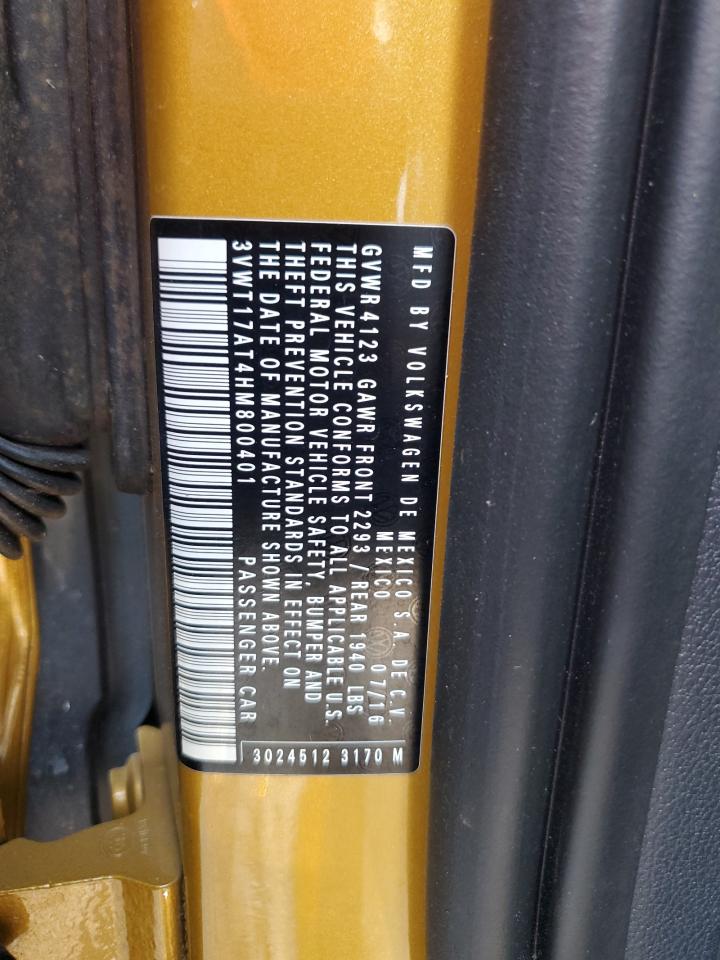 MFD BY VOLKSWAGEN DE MEXICO S.A. DE C.V.
MEXICO 07/16
GVWR 4123 GAWR FRONT 2293 / REAR 1940 LBS
THIS VEHICLE CONFORMS TO ALL APPLICABLE U.S.
FEDERAL MOTOR VEHICLE SAFETY, BUMPER AND
THEFT PREVENTION STANDARDS IN EFFECT ON
THE DATE OF MANUFACTURE SHOWN ABOVE.
3VWT17AT4HM800401 PASSENGER CAR
3024512 3170 M